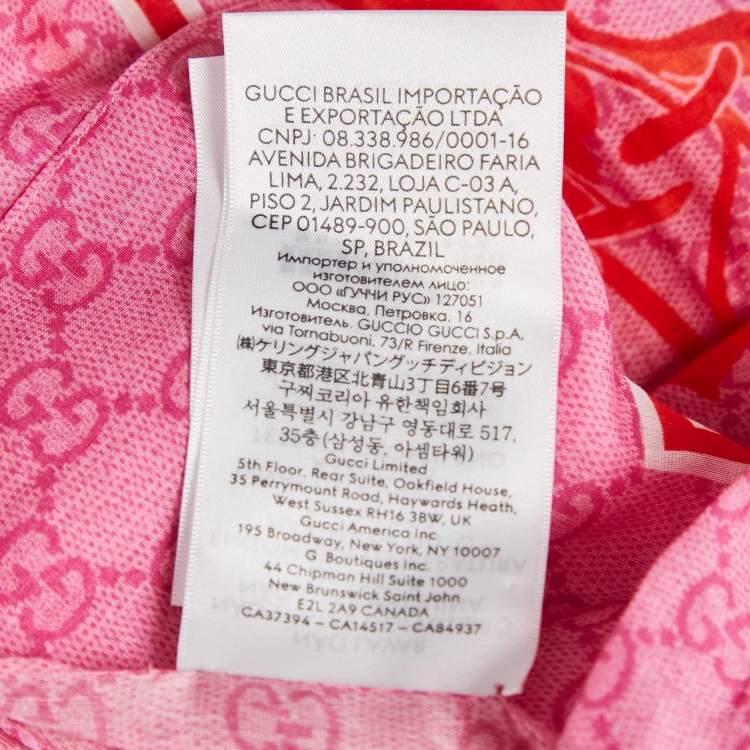 GUCCI BRASIL IMPORTAÇÃO
E EXPORTAÇÃO LTDA
CNPJ: 08.338.986/0001-16
AVENIDA BRIGADEIRO FARIA
LIMA, 2.232, LOJA C-03 A,
PISO 2, JARDIM PAULISTANO,
CEP 01489-900, SÃO PAULO,
SP, BRAZIL
Импортер и уполномоченное
изготовителем лицо:
ООО «ГУЧЧИ РУС» 127051
Москва, Петровка, 16
Изготовитель. GUCCIO GUCCI S.p.A,
via Tornabuoni, 73/R Firenze, Italia
㈱ケリングジャパングッチディビジョン
東京都港区北青山3丁目6番7号
구찌코리아 유한책임회사
서울특별시 강남구 영동대로 517,
35층 (삼성동, 아셈타워)
Gucci Limited
5th Floor. Rear Suite, Oakfield House,
35 Perrymount Road, Haywards Heath,
West Sussex RH16 3BW, UK
Gucci America Inc
195 Broadway, New York, NY 10007
G Boutiques Inc.
44 Chipman Hill Suite 1000
New Brunswick Saint John
E2L 2A9 CANADA
CA37394 – CA14517 – CA84937
NÃO LAVAR